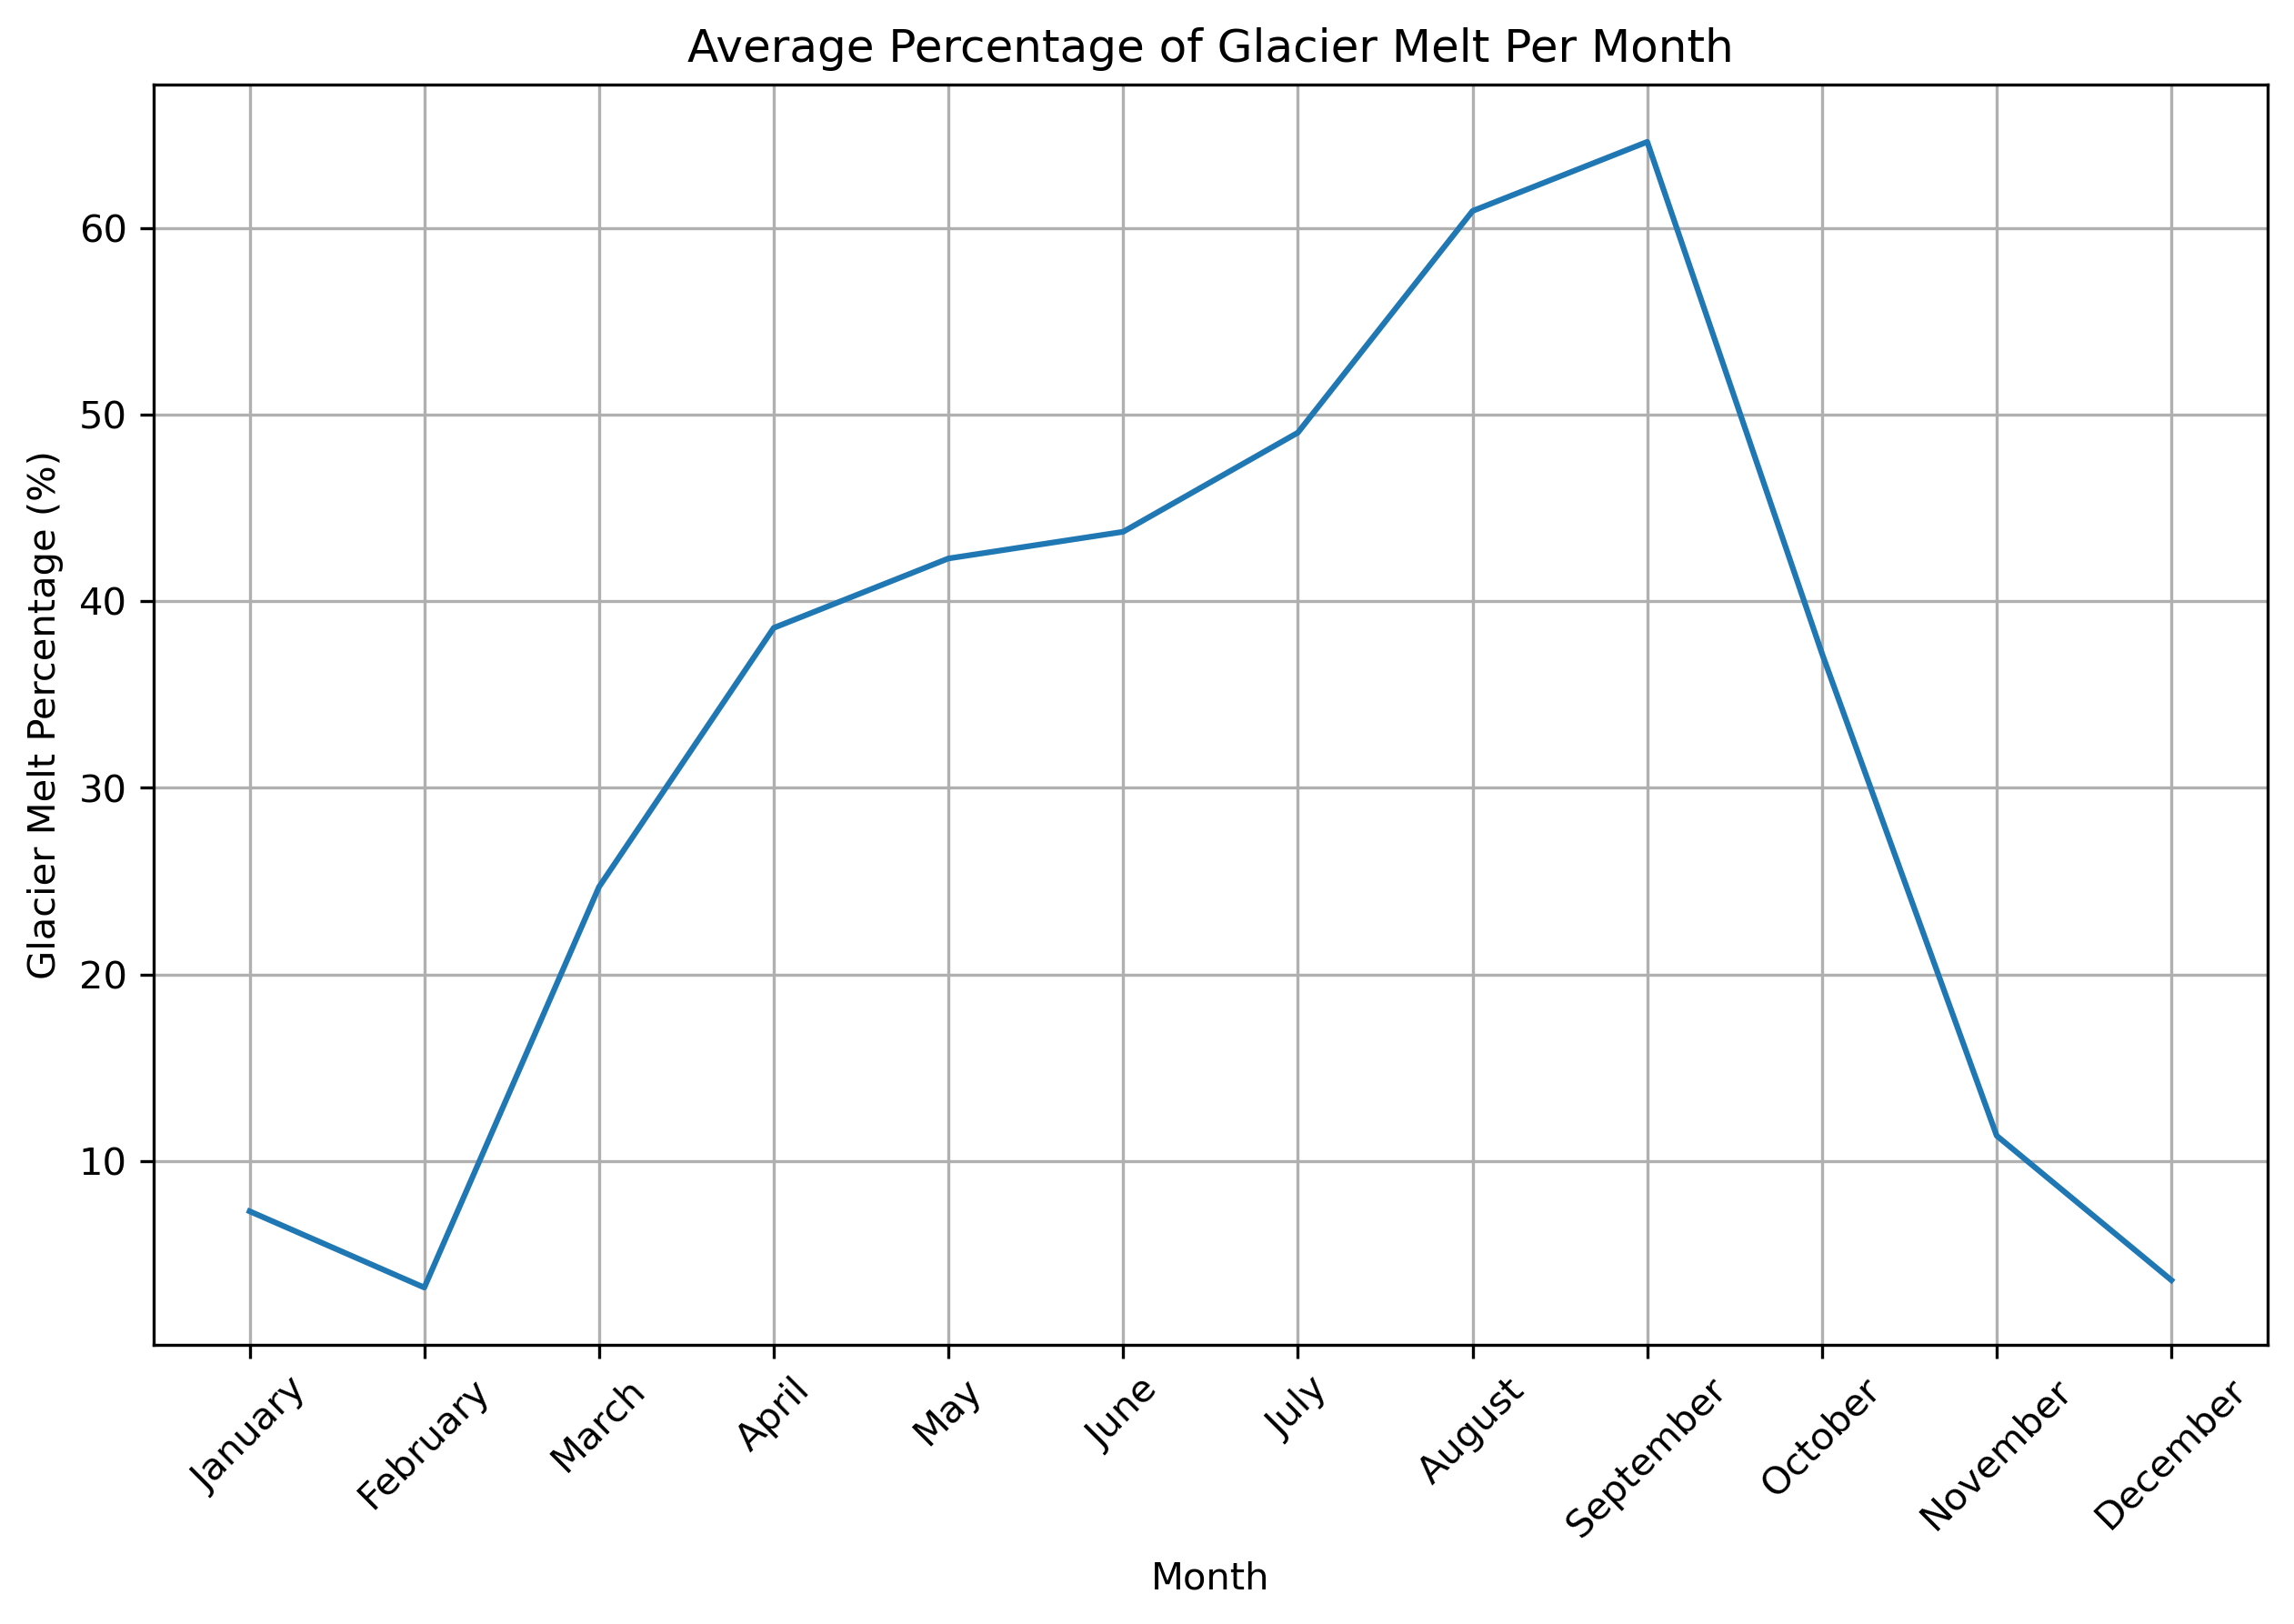 Average Percentage of Glacier Melt Per Month
Glacier Melt Percentage (%)
60
50
40
30
20
10
January
February
March
April
May
June
July
August
September
October
November
December
Month